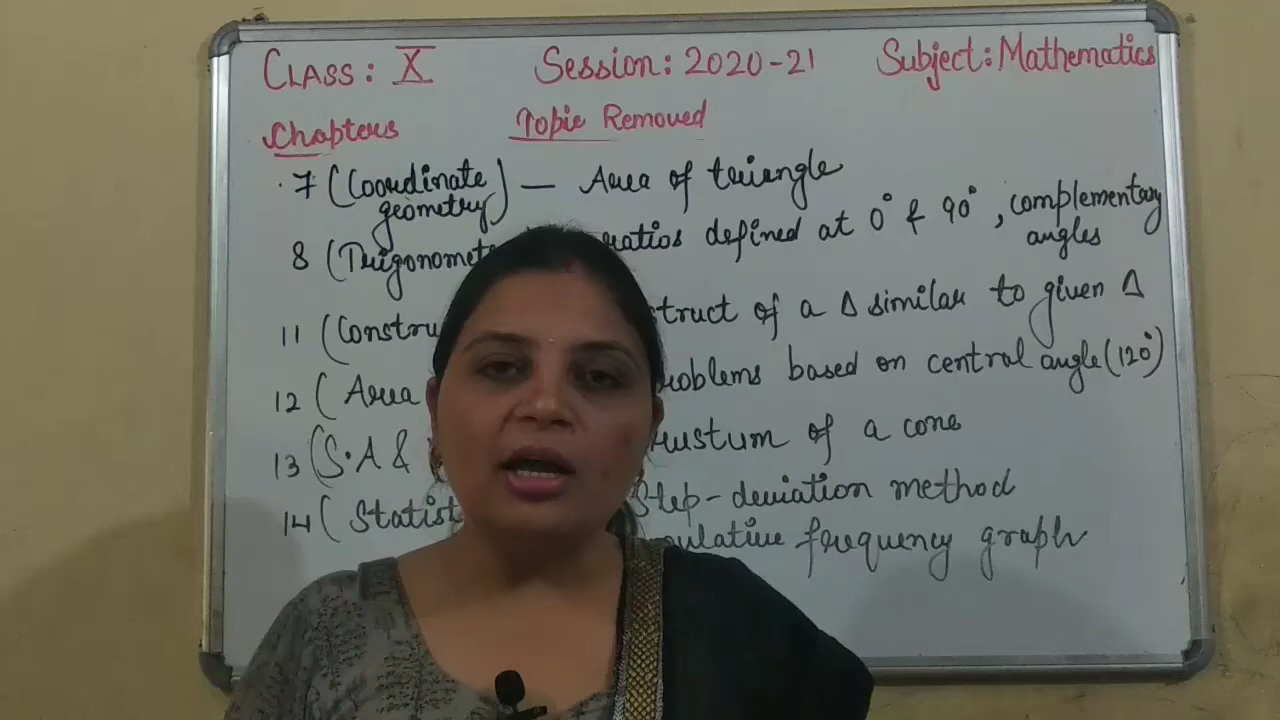 CLASS: X Session: 2020-21 Subject: Mathematics
Chapters Topic Removed
7 (Coordinate geometry) — Area of triangle
8 (Trigonomet ratios defined at 0° & 90°, complementary angles
11 (Constru truct of a Δ similar to given Δ
12 (Area roblems based on central angle (120°)
13 (S.A & rustum of a cone
14 (Statist Step-deviation method
ulative frequency graph